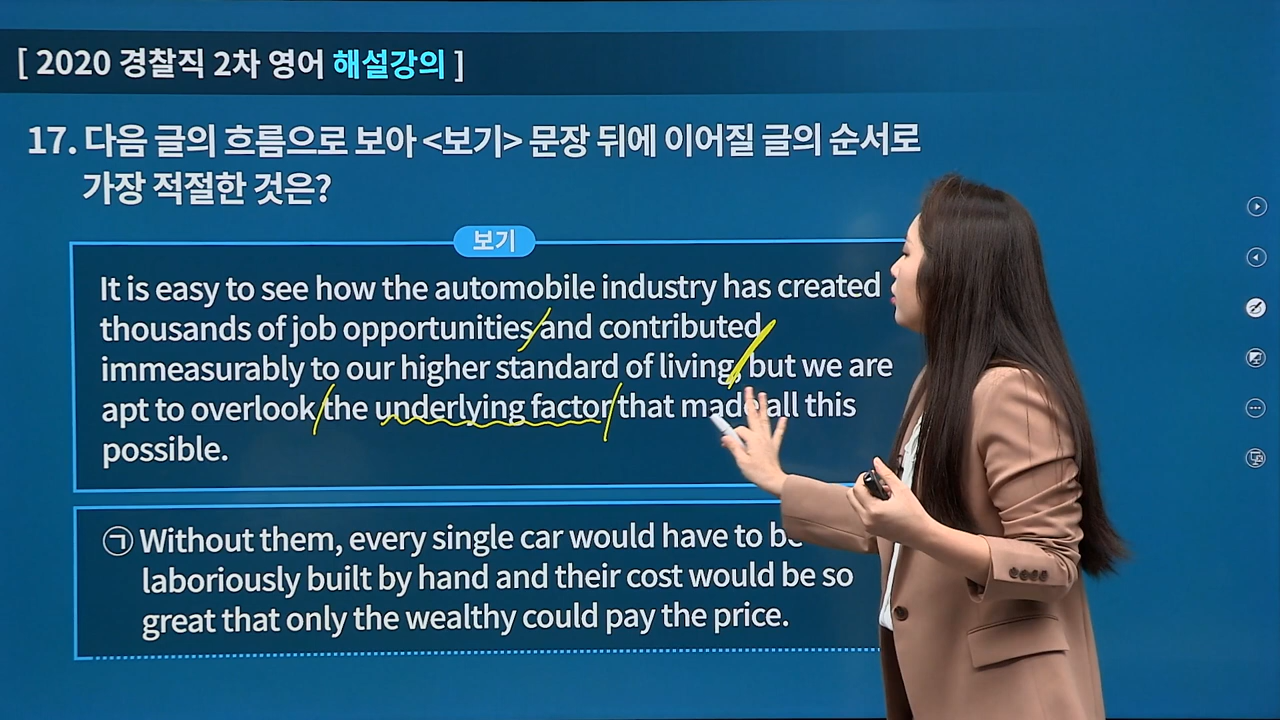 [ 2020 경찰직 2차 영어 해설강의 ]
17. 다음 글의 흐름으로 보아 <보기> 문장 뒤에 이어질 글의 순서로
가장 적절한 것은?
보기
It is easy to see how the automobile industry has created
thousands of job opportunities and contributed
immeasurably to our higher standard of living, but we are
apt to overlook the underlying factor that made all this
possible.
㉠ Without them, every single car would have to be
laboriously built by hand and their cost would be so
great that only the wealthy could pay the price.